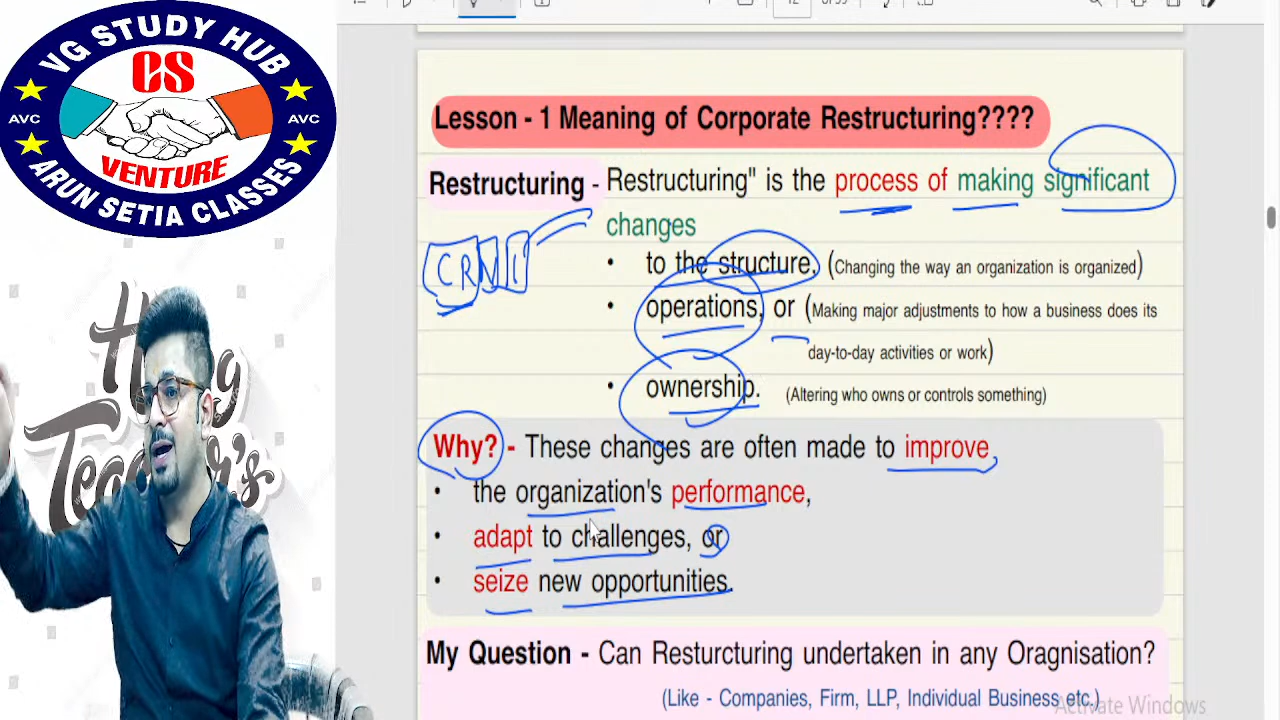 VG STUDY HUB
CS
AVC
AVC
VENTURE
ARUN SETIA CLASSES
Lesson - 1 Meaning of Corporate Restructuring????
Restructuring - Restructuring" is the process of making significant
changes
• to the structure, (Changing the way an organization is organized)
CRVI
• operations, or (Making major adjustments to how a business does its
day-to-day activities or work)
• ownership. (Altering who owns or controls something)
Why? - These changes are often made to improve,
• the organization's performance,
• adapt to challenges, or
• seize new opportunities.
My Question - Can Resturcturing undertaken in any Oragnisation?
(Like - Companies, Firm, LLP, Individual Business etc.)
Activate Windows
Teacher's